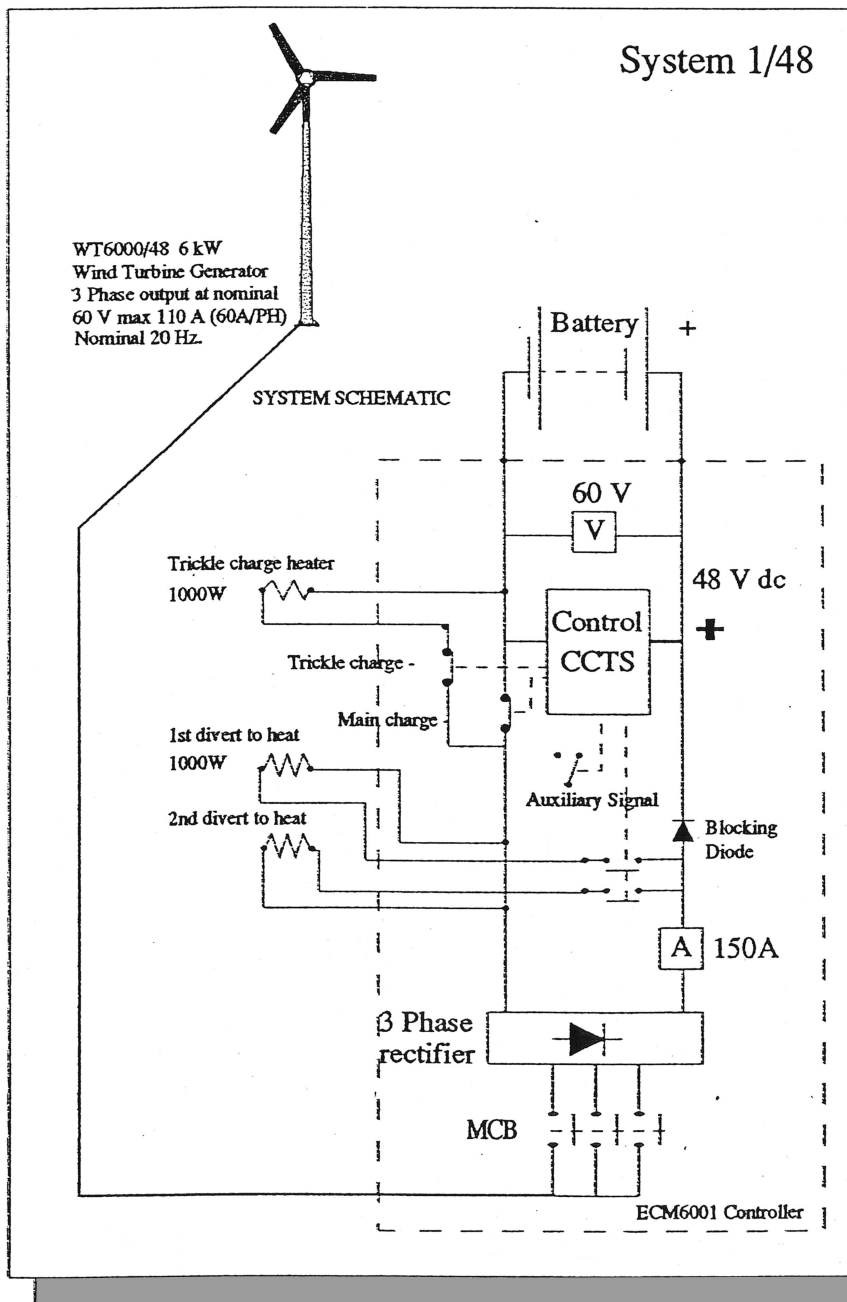 System 1/48
WT6000/48 6 kW
Wind Turbine Generator
3 Phase output at nominal
60 V max 110 A (60A/PH)
Nominal 20 Hz.
SYSTEM SCHEMATIC
Battery
+
60 V
V
48 V dc
+
Trickle charge heater
1000W
Control
CCTS
Trickle charge -
Main charge
1st divert to heat
1000W
Auxiliary Signal
2nd divert to heat
Blocking
Diode
A
150A
3 Phase
rectifier
MCB
ECM6001 Controller